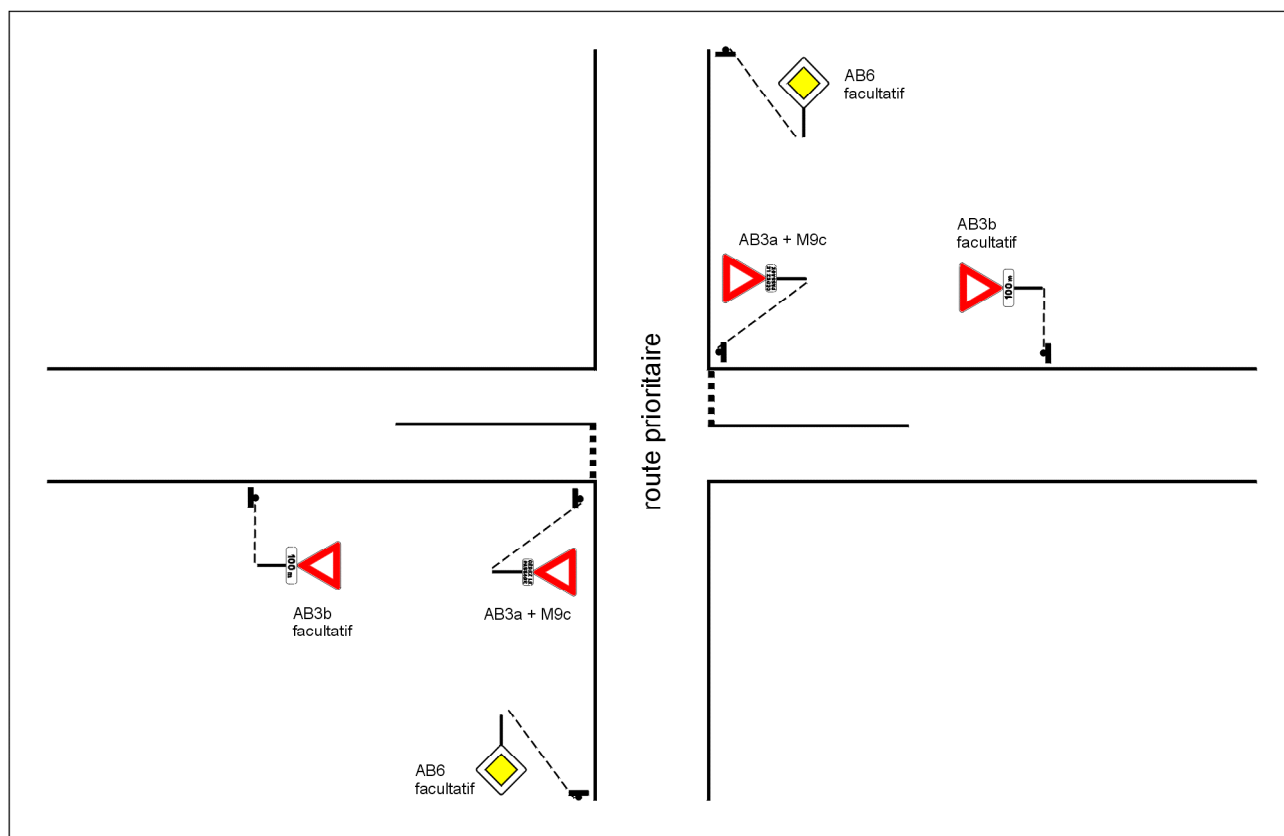 AB6
facultatif
AB3a + M9c
AB3b
facultatif
100 m
route prioritaire
100 m
AB3b
facultatif
AB3a + M9c
AB6
facultatif